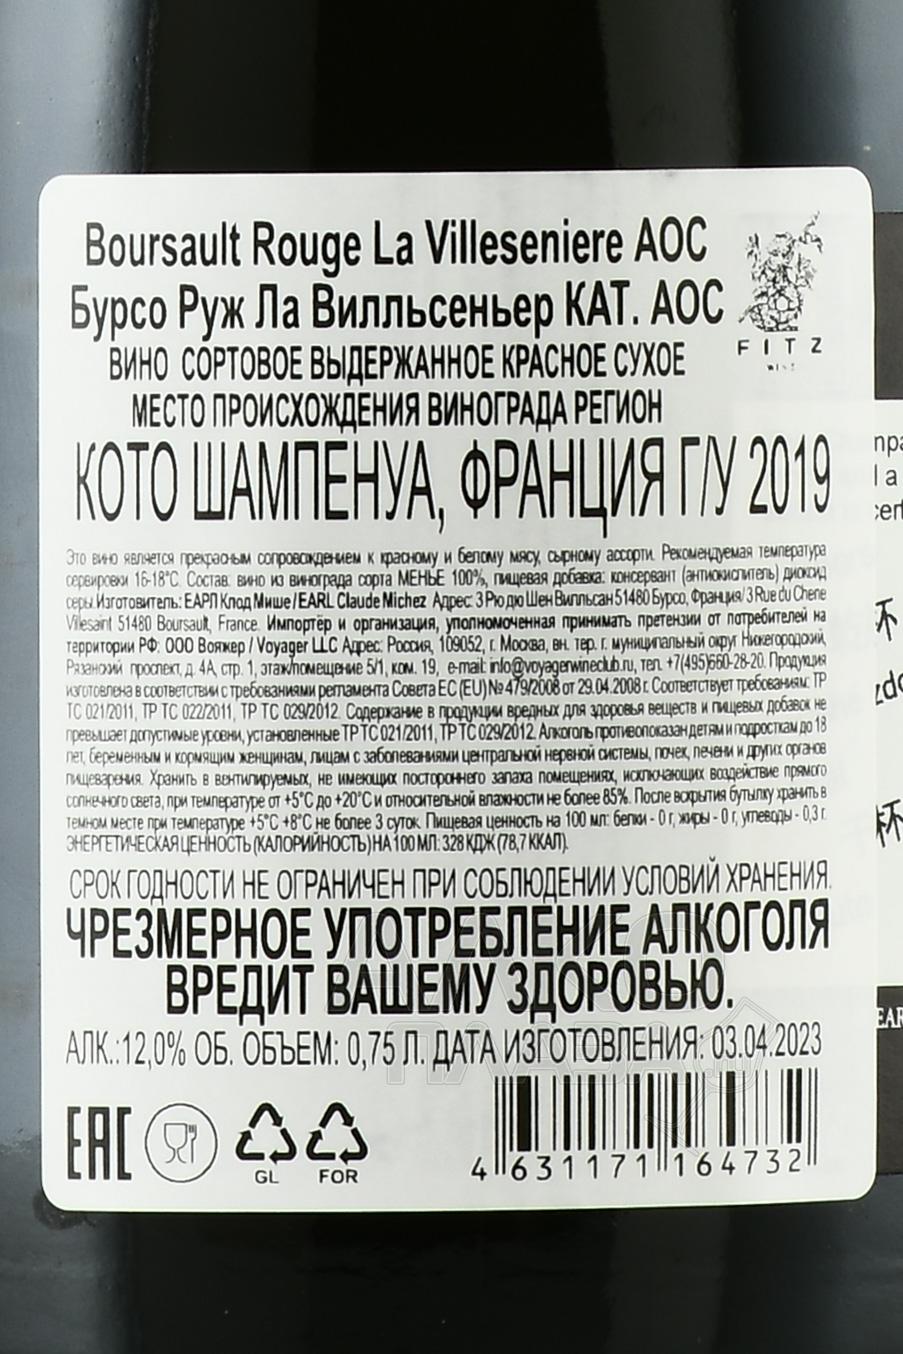 Boursault Rouge La Villeseniere AOC
Бурсо Руж Ла Вилльсеньер КАТ. АОС
FITZ
WINE
ВИНО СОРТОВОЕ ВЫДЕРЖАННОЕ КРАСНОЕ СУХОЕ
МЕСТО ПРОИСХОЖДЕНИЯ ВИНОГРАДА РЕГИОН
КОТО ШАМПЕНУА, ФРАНЦИЯ Г/У 2019
Это вино является прекрасным сопровождением к красному и белому мясу, сырному ассорти. Рекомендуемая температура
сервировки 16-18°С. Состав: вино из винограда сорта МЕНЬЕ 100%, пищевая добавка: консервант (антиокислитель) диоксид
серы.Изготовитель: ЕАРЛ Клод Мише / EARL Claude Michez Адрес: 3 Рю дю Шен Вилльсан 51480 Бурсо, Франция/ 3 Rue du Chene
Villesaint 51480 Boursault, France. Импортёр и организация, уполномоченная принимать претензии от потребителей на
территории РФ: ООО Вояжер / Voyager LLC Адрес: Россия, 109052, г. Москва, вн. тер. г. муниципальный округ Нижегородский,
Рязанский проспект, д. 4А, стр. 1, этаж/помещение 5/1, ком. 19, e-mail: info@voyagerwineclub.ru, тел. +7(495)660-28-20. Продукция
изготовлена в соответствии с требованиями регламента Совета ЕС (EU) № 479/2008 от 29.04.2008 г. Соответствует требованиям: ТР
ТС 021/2011, ТР ТС 022/2011, ТР ТС 029/2012. Содержание в продукции вредных для здоровья веществ и пищевых добавок не
превышает допустимые уровни, установленные ТР ТС 021/2011, ТР ТС 029/2012. Алкоголь противопоказан детям и подросткам до 18
лет, беременным и кормящим женщинам, лицам с заболеваниями центральной нервной системы, почек, печени и других органов
пищеварения. Хранить в вентилируемых, не имеющих постороннего запаха помещениях, исключающих воздействие прямого
солнечного света, при температуре от +5°С до +20°С и относительной влажности не более 85%. После вскрытия бутылку хранить в
темном месте при температуре +5°С +8°С не более 3 суток. Пищевая ценность на 100 мл: белки - 0 г, жиры - 0 г, углеводы - 0,3 г.
ЭНЕРГЕТИЧЕСКАЯ ЦЕННОСТЬ (КАЛОРИЙНОСТЬ) НА 100 МЛ: 328 КДЖ (78,7 ККАЛ).
СРОК ГОДНОСТИ НЕ ОГРАНИЧЕН ПРИ СОБЛЮДЕНИИ УСЛОВИЙ ХРАНЕНИЯ.
ЧРЕЗМЕРНОЕ УПОТРЕБЛЕНИЕ АЛКОГОЛЯ
ВРЕДИТ ВАШЕМУ ЗДОРОВЬЮ.
АЛК.:12,0% ОБ. ОБЪЕМ: 0,75 Л. ДАТА ИЗГОТОВЛЕНИЯ: 03.04.2023
EAC
GL
FOR
4 631171 164732